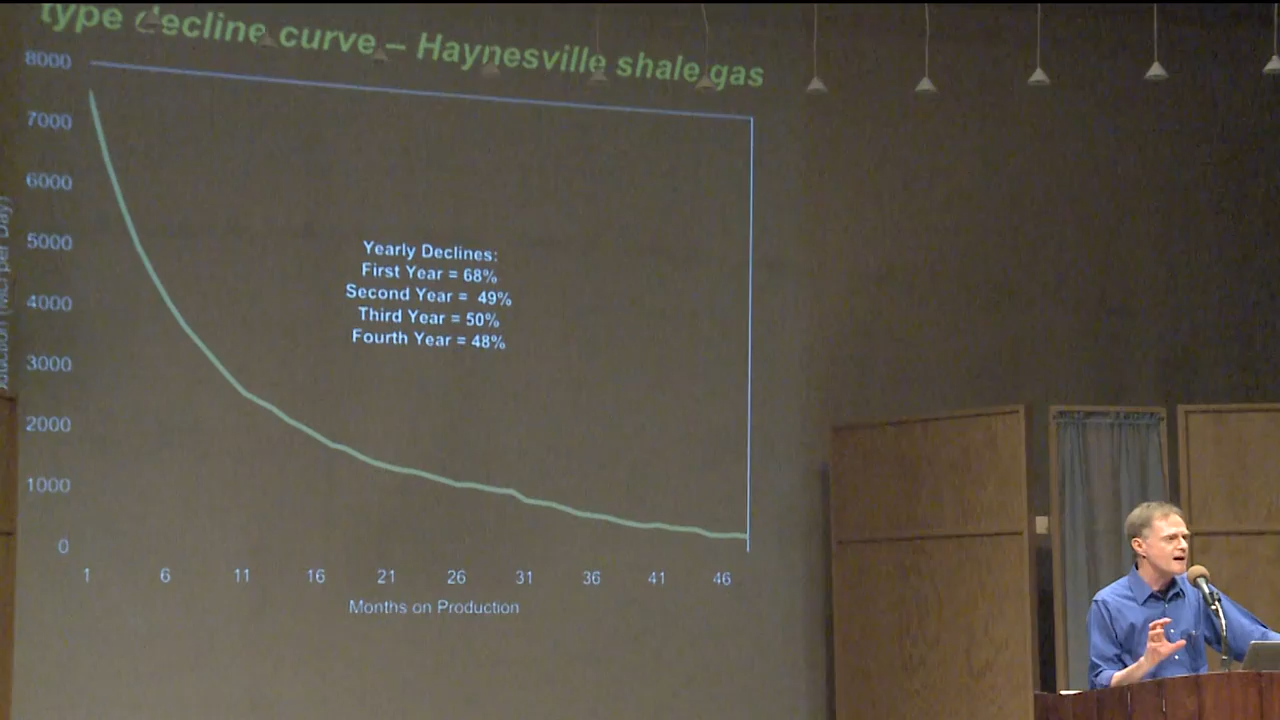 type decline curve – Haynesville shale gas
8000
7000
6000
5000
4000
3000
2000
1000
0
Yearly Declines:
First Year = 68%
Second Year = 49%
Third Year = 50%
Fourth Year = 48%
1 6 11 16 21 26 31 36 41 46
Months on Production